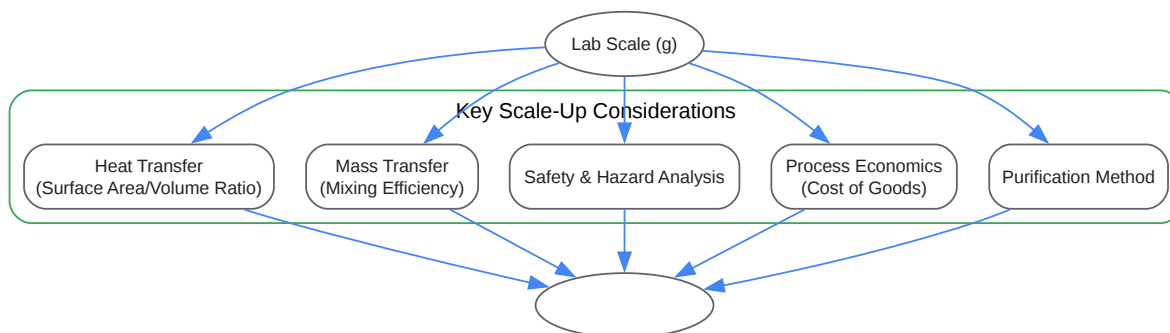 Lab Scale (g)
Key Scale-Up Considerations
Heat Transfer
(Surface Area/Volume Ratio)
Mass Transfer
(Mixing Efficiency)
Safety & Hazard Analysis
Process Economics
(Cost of Goods)
Purification Method